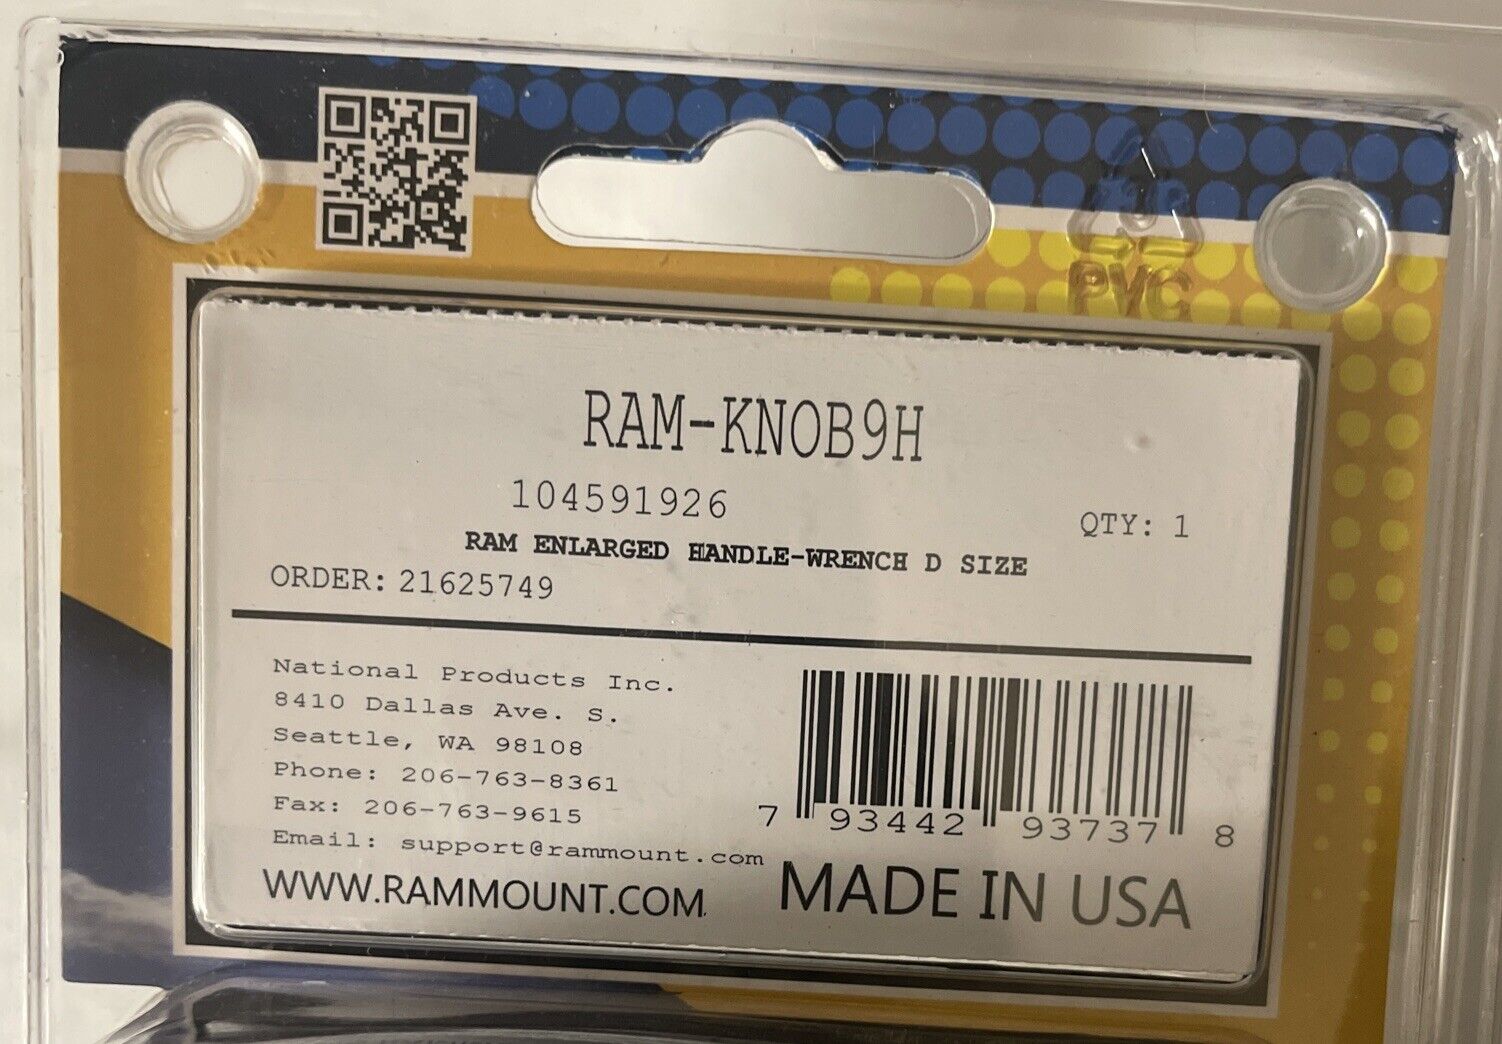 PVC
RAM-KNOB9H
104591926
QTY: 1
RAM ENLARGED HANDLE-WRENCH D SIZE
ORDER: 21625749
National Products Inc.
8410 Dallas Ave. S.
Seattle, WA 98108
Phone: 206-763-8361
Fax: 206-763-9615
Email: support@rammount.com
WWW.RAMMOUNT.COM
7 93442 93737 8
MADE IN USA